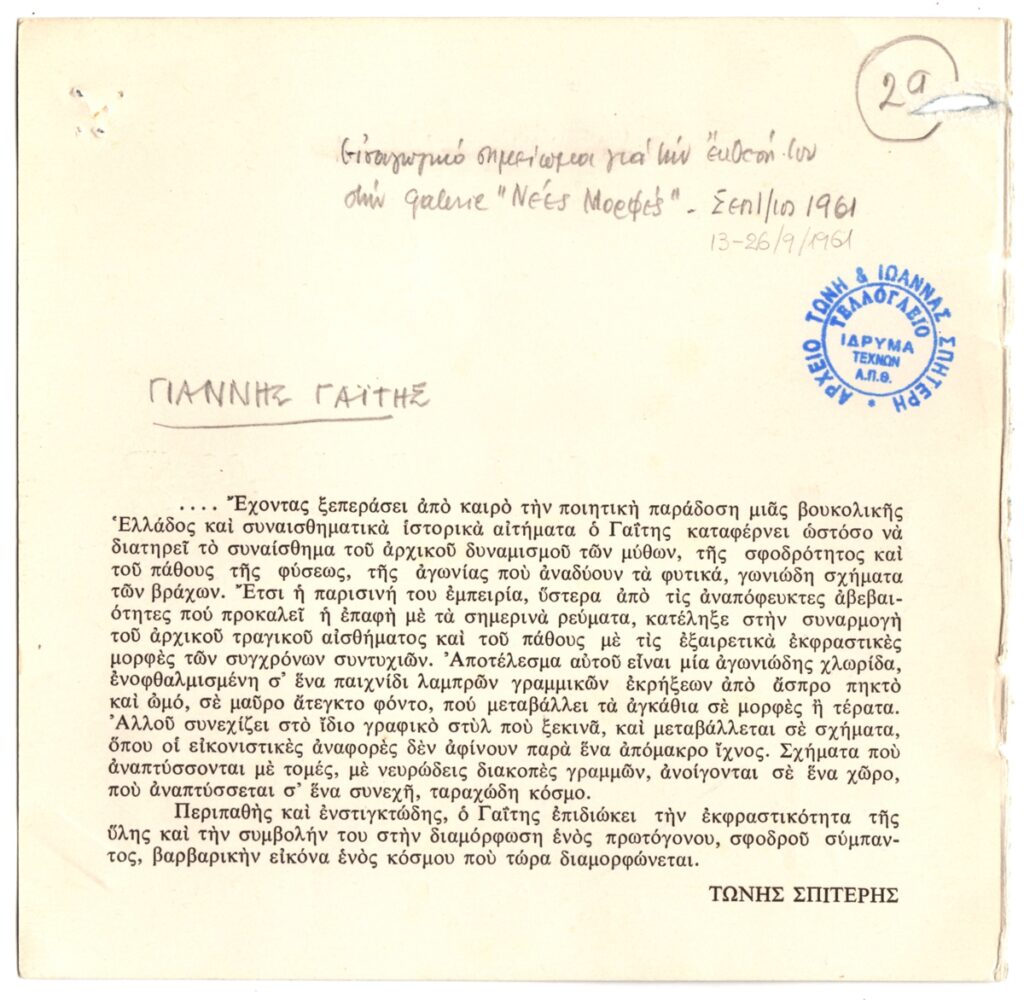 2α
Εἰσαγωγικό σημείωμα γιά τήν ἔκθεσή του
στήν galerie "Νέες Μορφές" - Σεπτ/ίου 1961
13-26/9/1961
ΑΡΧΕΙΟ ΤΩΝΗ & ΙΩΑΝΝΑΣ ΣΠΗΤΕΡΗ *
ΤΕΛΛΟΓΛΕΙΟ
ΙΔΡΥΜΑ
ΤΕΧΝΩΝ
Α.Π.Θ.
ΓΙΑΝΝΗΣ ΓΑΪΤΗΣ
.... Ἔχοντας ξεπεράσει ἀπὸ καιρὸ τὴν ποιητικὴ παράδοση μιᾶς βουκολικῆς
Ἑλλάδος καὶ συναισθηματικὰ ἱστορικὰ αἰτήματα ὁ Γαΐτης καταφέρνει ὡστόσο νὰ
διατηρεῖ τὸ συναίσθημα τοῦ ἀρχικοῦ δυναμισμοῦ τῶν μύθων, τῆς σφοδρότητος καὶ
τοῦ πάθους τῆς φύσεως, τῆς ἀγωνίας ποὺ ἀναδύουν τὰ φυτικά, γωνιώδη σχήματα
τῶν βράχων. Ἔτσι ἡ παρισινή του ἐμπειρία, ὕστερα ἀπὸ τὶς ἀναπόφευκτες ἀβεβαι-
ότητες πού προκαλεῖ ἡ ἐπαφὴ μὲ τὰ σημερινὰ ρεύματα, κατέληξε στὴν συναρμογὴ
τοῦ ἀρχικοῦ τραγικοῦ αἰσθήματος καὶ τοῦ πάθους μὲ τὶς ἐξαιρετικὰ ἐκφραστικὲς
μορφὲς τῶν συγχρόνων συντυχιῶν. Ἀποτέλεσμα αὐτοῦ εἶναι μία ἀγωνιώδης χλωρίδα,
ἐνοφθαλμισμένη σ' ἕνα παιχνίδι λαμπρῶν γραμμικῶν ἐκρήξεων ἀπὸ ἄσπρο πηκτὸ
καὶ ὠμό, σὲ μαῦρο ἄτεγκτο φόντο, πού μεταβάλλει τὰ ἀγκάθια σὲ μορφὲς ἢ τέρατα.
Ἀλλοῦ συνεχίζει στὸ ἴδιο γραφικὸ στὺλ ποὺ ξεκινᾶ, καὶ μεταβάλλεται σὲ σχήματα,
ὅπου οἱ εἰκονιστικὲς ἀναφορὲς δὲν ἀφίνουν παρὰ ἕνα ἀπόμακρο ἴχνος. Σχήματα ποὺ
ἀναπτύσσονται μὲ τομές, μὲ νευρώδεις διακοπὲς γραμμῶν, ἀνοίγονται σὲ ἕνα χῶρο,
ποὺ ἀναπτύσσεται σ' ἕνα συνεχῆ, ταραχώδη κόσμο.
Περιπαθὴς καὶ ἐνστιγκτώδης, ὁ Γαΐτης ἐπιδιώκει τὴν ἐκφραστικότητα τῆς
ὕλης καὶ τὴν συμβολήν του στὴν διαμόρφωση ἑνὸς πρωτόγονου, σφοδροῦ σύμπαν-
τος, βαρβαρικὴν εἰκόνα ἑνὸς κόσμου ποὺ τώρα διαμορφώνεται.
ΤΩΝΗΣ ΣΠΙΤΕΡΗΣ